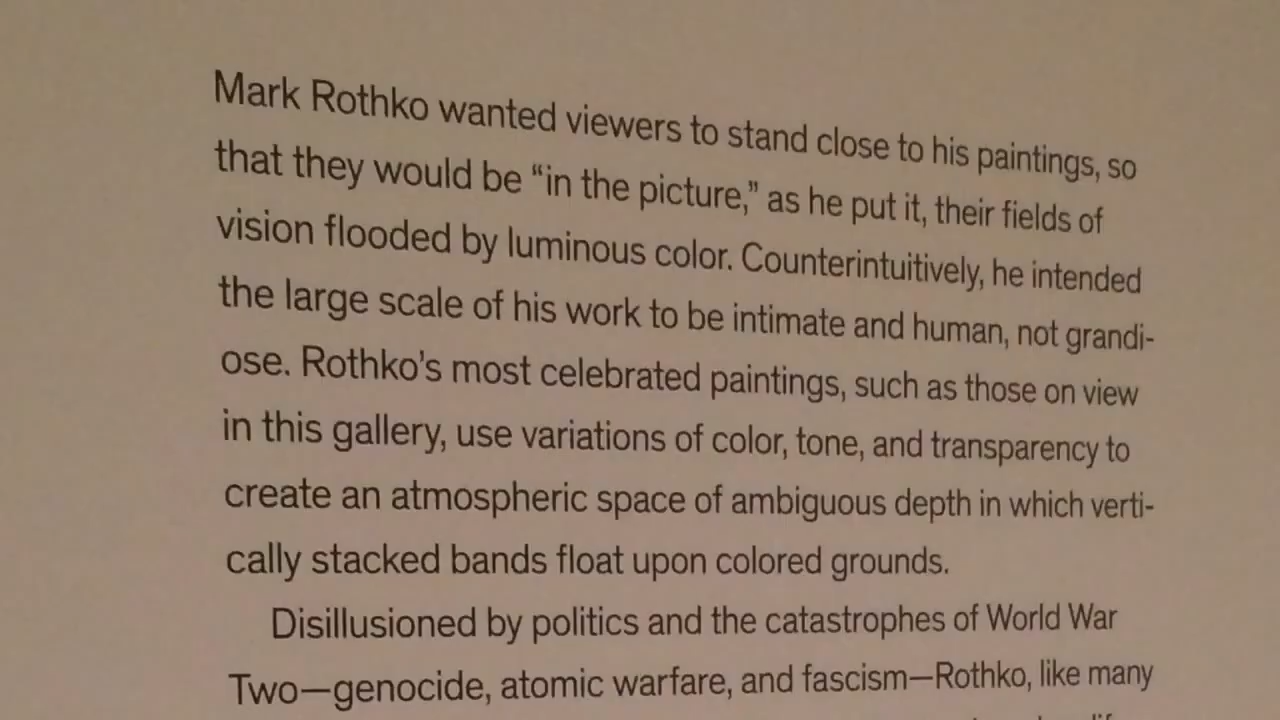 Mark Rothko wanted viewers to stand close to his paintings, so
that they would be “in the picture,” as he put it, their fields of
vision flooded by luminous color. Counterintuitively, he intended
the large scale of his work to be intimate and human, not grandi-
ose. Rothko’s most celebrated paintings, such as those on view
in this gallery, use variations of color, tone, and transparency to
create an atmospheric space of ambiguous depth in which verti-
cally stacked bands float upon colored grounds.
Disillusioned by politics and the catastrophes of World War
Two—genocide, atomic warfare, and fascism—Rothko, like many